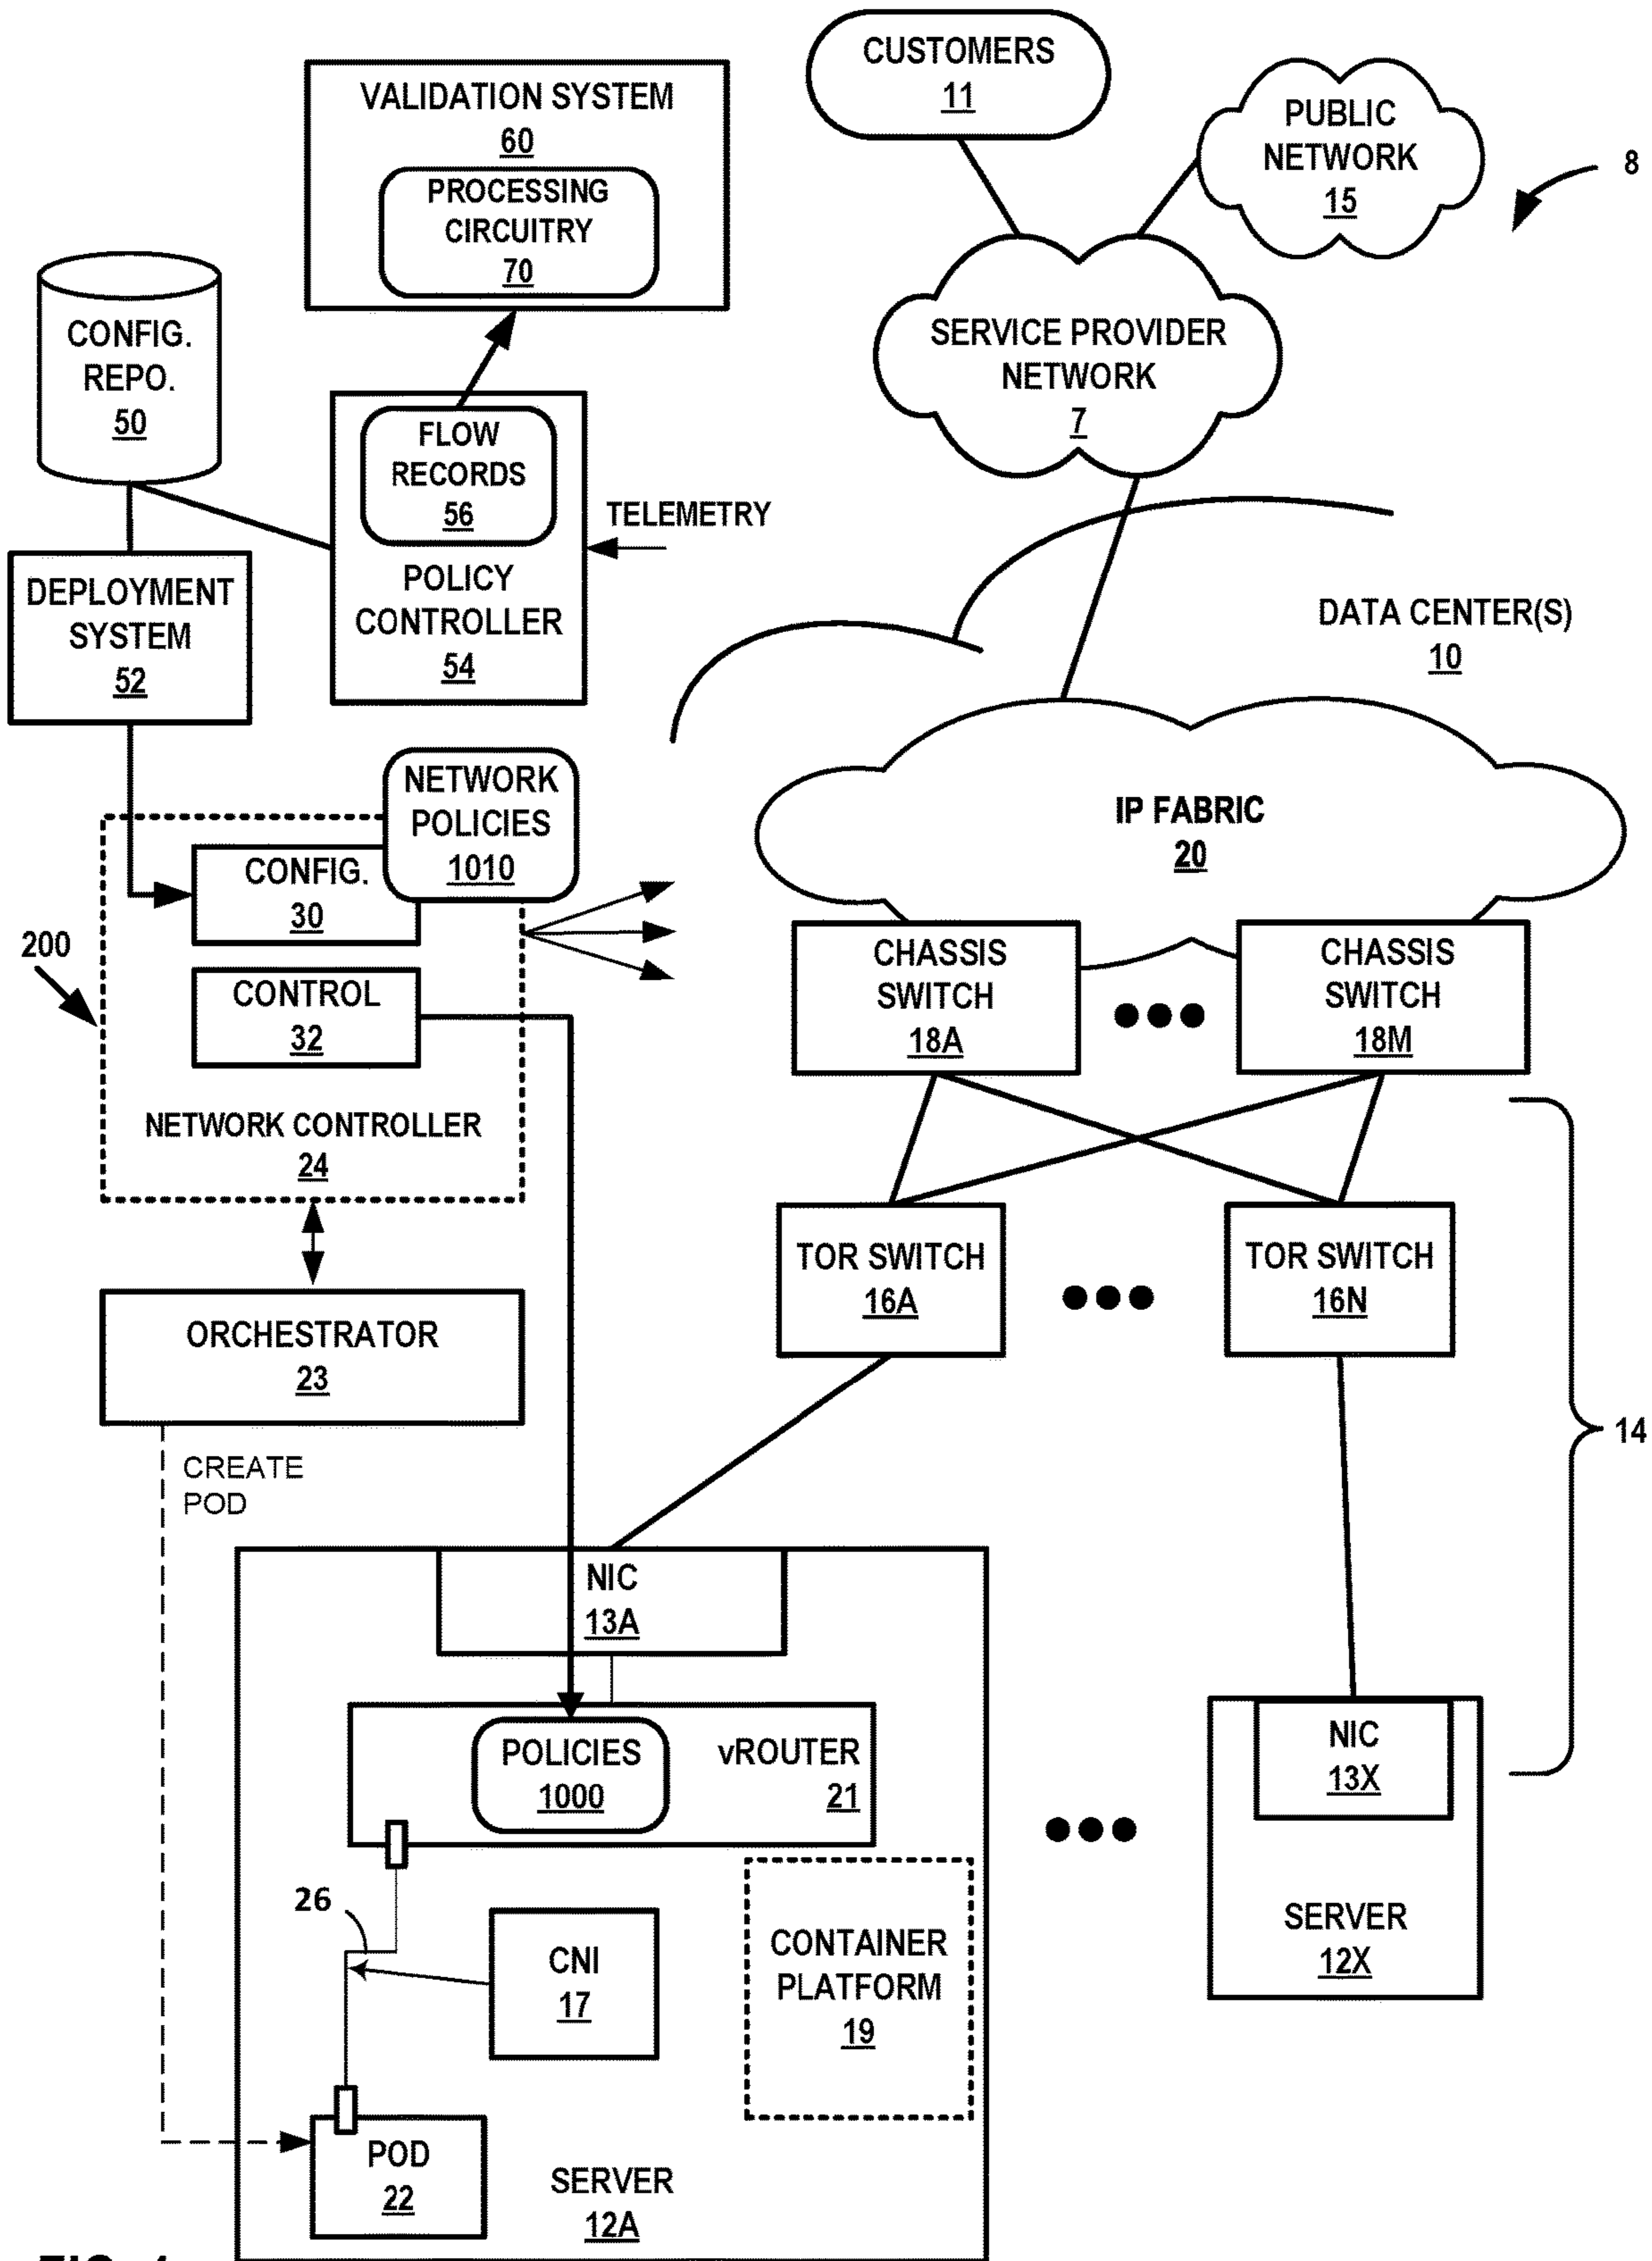 CUSTOMERS
11
PUBLIC
NETWORK
15
8
VALIDATION SYSTEM
60
PROCESSING
CIRCUITRY
70
CONFIG.
REPO.
50
SERVICE PROVIDER
NETWORK
7
FLOW
RECORDS
56
POLICY
CONTROLLER
54
TELEMETRY
DEPLOYMENT
SYSTEM
52
DATA CENTER(S)
10
NETWORK
POLICIES
1010
IP FABRIC
20
CONFIG.
30
200
CONTROL
32
NETWORK CONTROLLER
24
CHASSIS
SWITCH
18A
CHASSIS
SWITCH
18M
TOR SWITCH
16A
TOR SWITCH
16N
14
ORCHESTRATOR
23
CREATE
POD
NIC
13A
POLICIES
1000
vROUTER
21
NIC
13X
SERVER
12X
26
CNI
17
CONTAINER
PLATFORM
19
POD
22
SERVER
12A